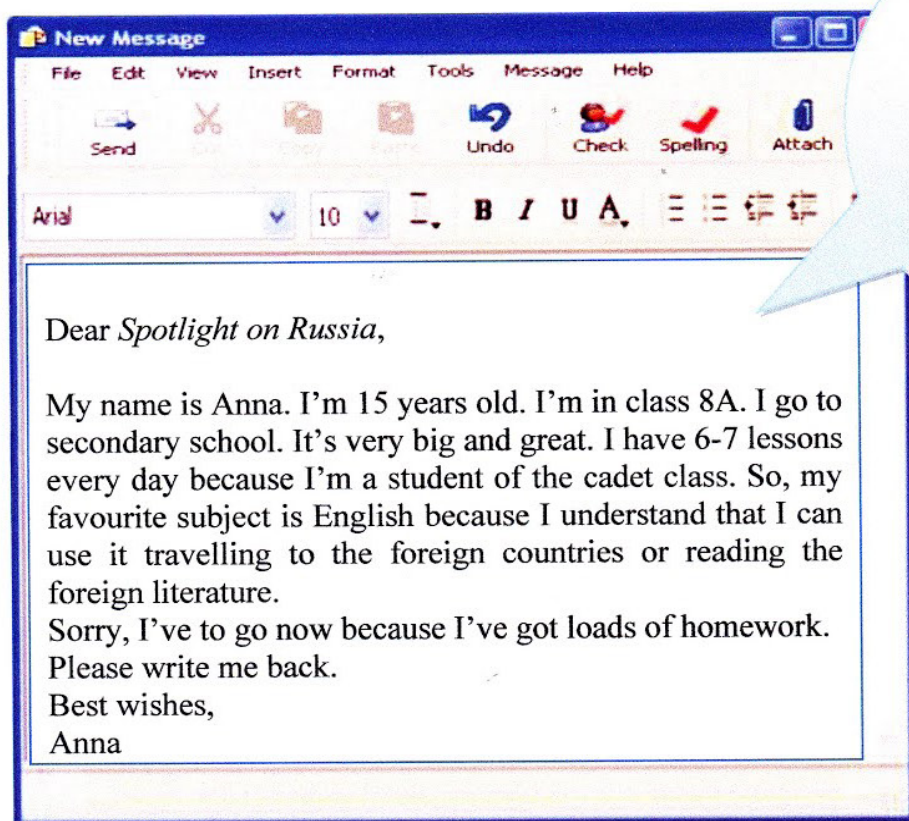 New Message
File Edit View Insert Format Tools Message Help
Send Cut Copy Paste Undo Check Spelling Attach
Arial 10 B I U A
Dear Spotlight on Russia,
My name is Anna. I'm 15 years old. I'm in class 8A. I go to
secondary school. It's very big and great. I have 6-7 lessons
every day because I'm a student of the cadet class. So, my
favourite subject is English because I understand that I can
use it travelling to the foreign countries or reading the
foreign literature.
Sorry, I've to go now because I've got loads of homework.
Please write me back.
Best wishes,
Anna